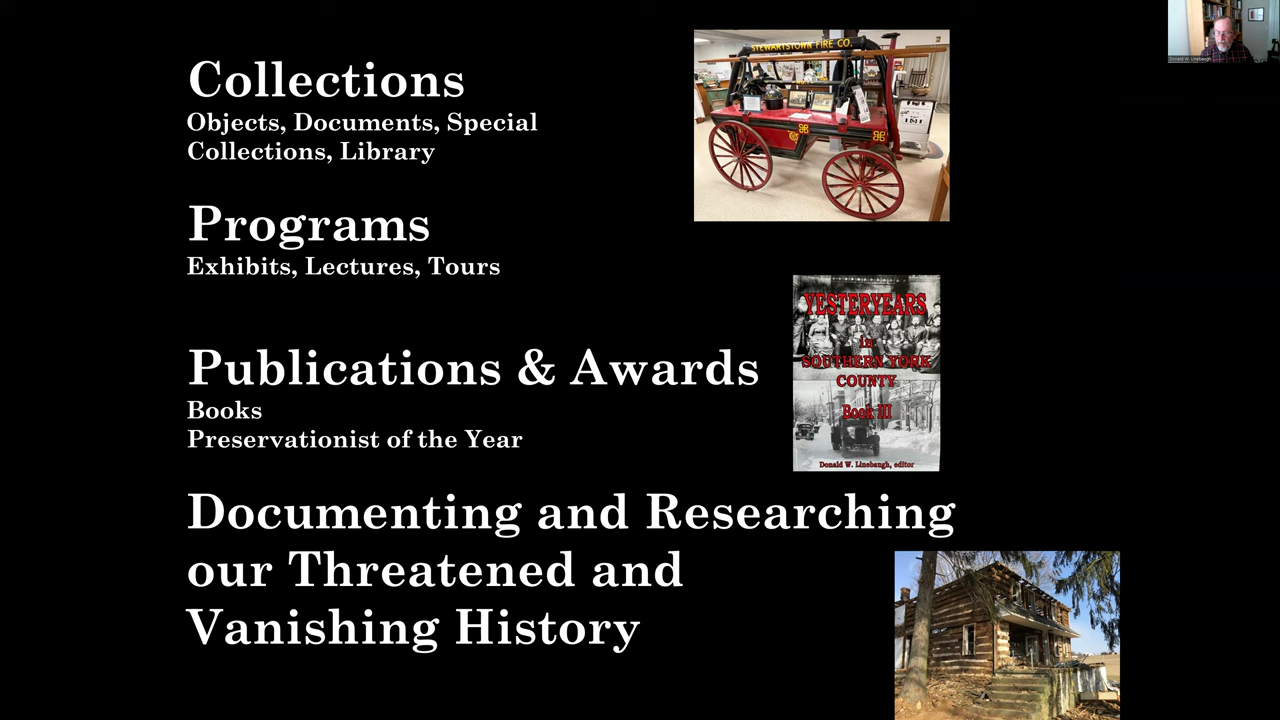 Collections
Objects, Documents, Special
Collections, Library
Programs
Exhibits, Lectures, Tours
Publications & Awards
Books
Preservationist of the Year
Documenting and Researching
our Threatened and
Vanishing History
STEWARTSTOWN FIRE CO.
YESTERYEARS
in
SOUTHERN YORK
COUNTY
Book III
Donald W. Linebaugh, editor
Donald W. Linebaugh